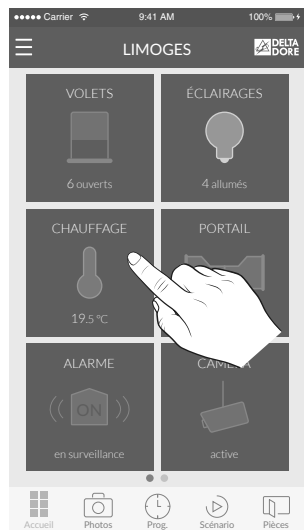 Carrier 9:41 AM 100%
LIMOGES DELTA DORE
VOLETS ÉCLAIRAGES
6 ouverts 4 allumés
CHAUFFAGE PORTAIL
19.5 °C
ALARME CAMÉRA
ON
en surveillance active
Accueil Photos Prog. Scénario Pièces